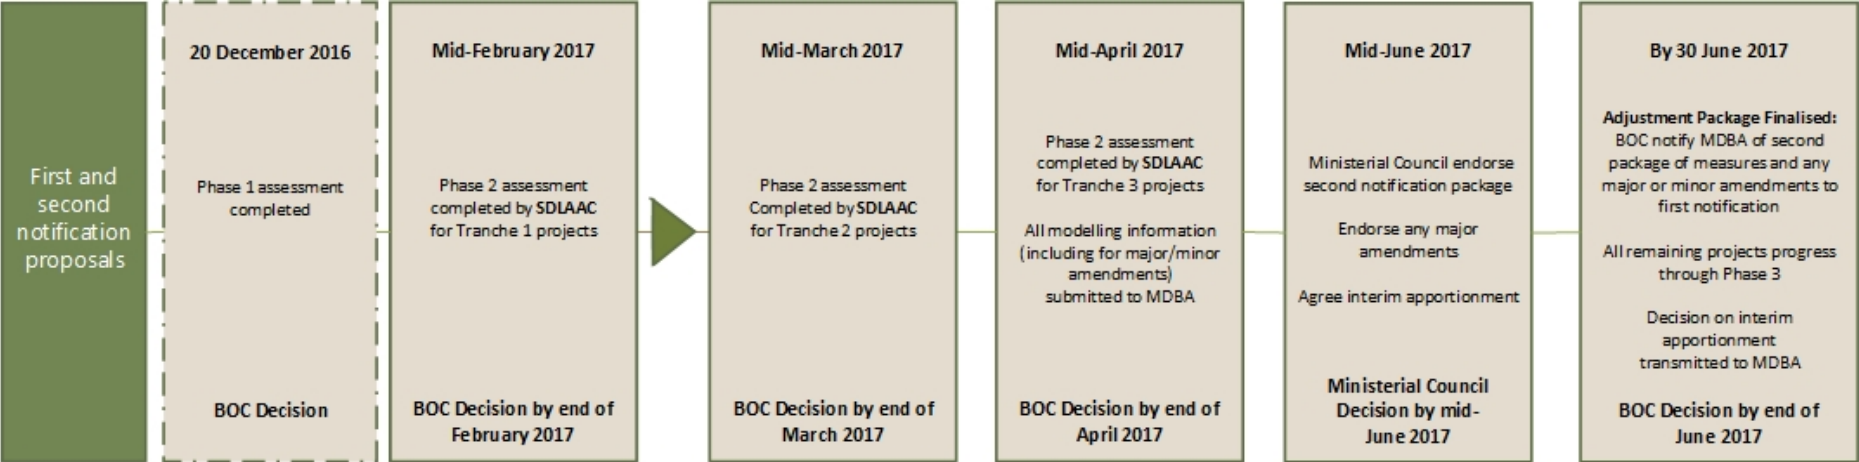 First and
second
notification
proposals
20 December 2016
Phase 1 assessment
completed
BOC Decision
Mid-February 2017
Phase 2 assessment
completed by SDLAAC
for Tranche 1 projects
BOC Decision by end of
February 2017
Mid-March 2017
Phase 2 assessment
Completed by SDLAAC
for Tranche 2 projects
BOC Decision by end of
March 2017
Mid-April 2017
Phase 2 assessment
completed by SDLAAC
for Tranche 3 projects
All modelling information
(including for major/minor
amendments)
submitted to MDBA
BOC Decision by end of
April 2017
Mid-June 2017
Ministerial Council endorse
second notification package
Endorse any major
amendments
Agree interim apportionment
Ministerial Council
Decision by mid-
June 2017
By 30 June 2017
Adjustment Package Finalised:
BOC notify MDBA of second
package of measures and any
major or minor amendments to
first notification
All remaining projects progress
through Phase 3
Decision on interim
apportionment
transmitted to MDBA
BOC Decision by end of
June 2017